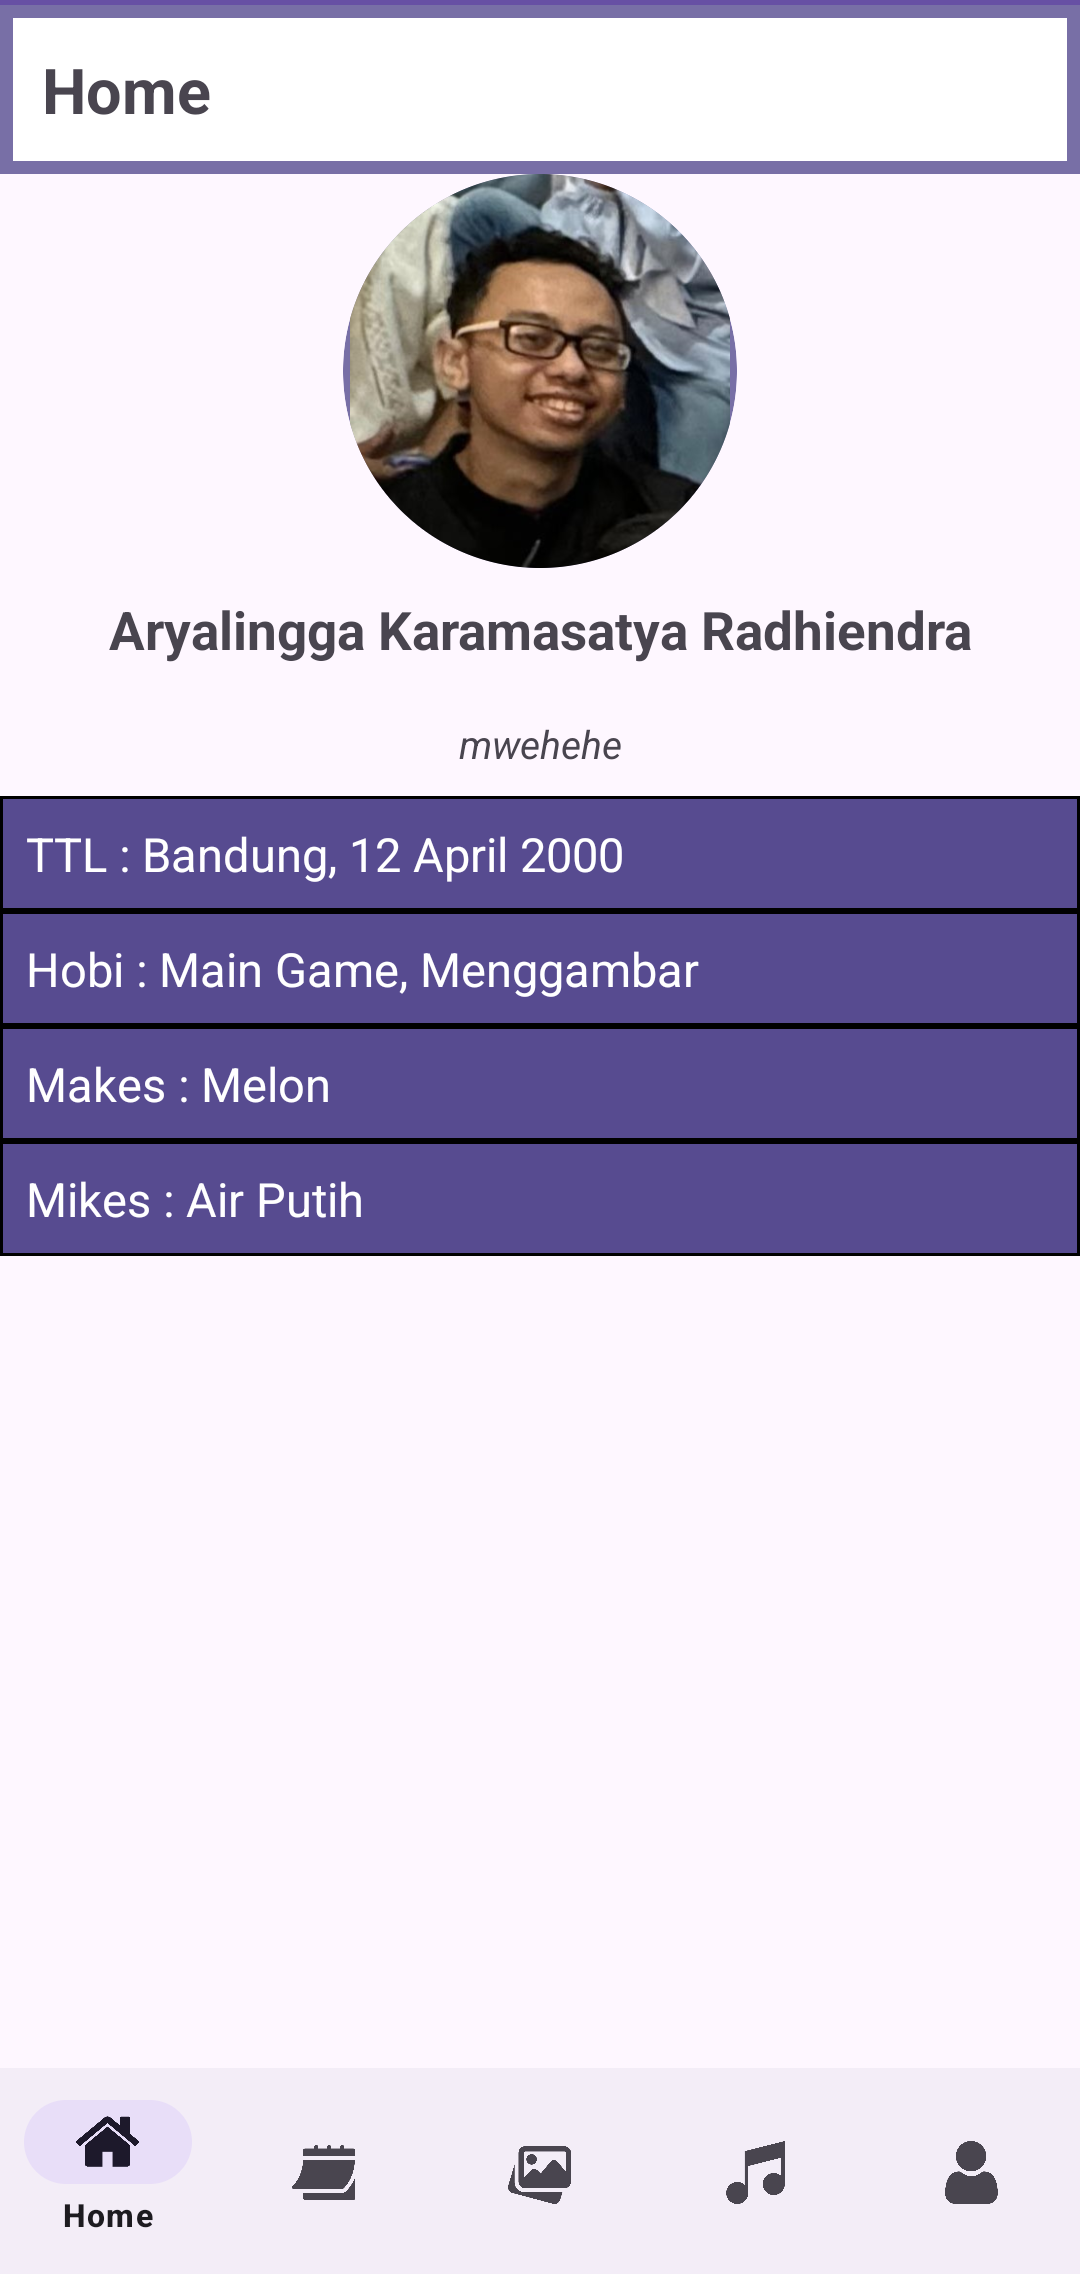 Home
Aryalingga Karamasatya Radhiendra
mwehehe
TTL : Bandung, 12 April 2000
Hobi : Main Game, Menggambar
Makes : Melon
Mikes : Air Putih
Home